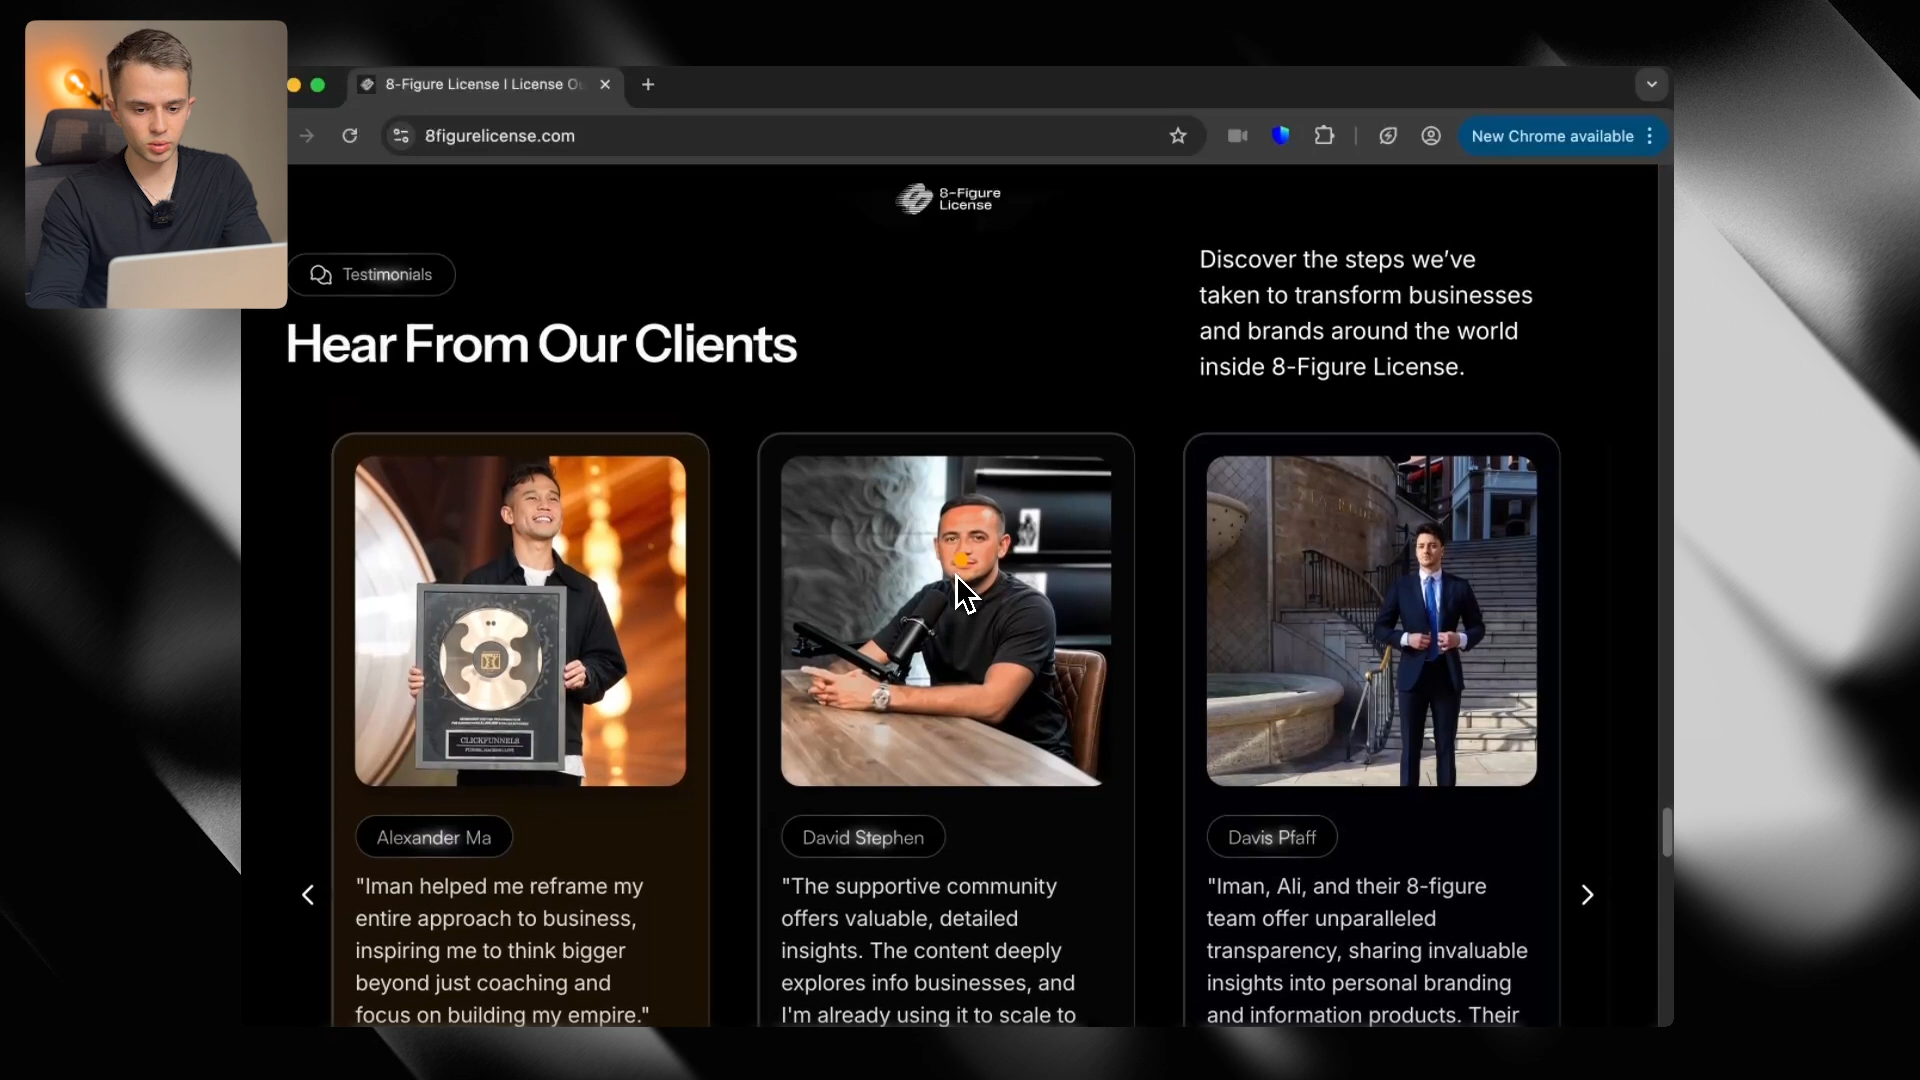 8-Figure License I License Ou
8figurelicense.com
New Chrome available
8-Figure
License
Testimonials
Hear From Our Clients
Discover the steps we've
taken to transform businesses
and brands around the world
inside 8-Figure License.
CLICKFUNNELS
Alexander Ma
"Iman helped me reframe my
entire approach to business,
inspiring me to think bigger
beyond just coaching and
focus on building my empire."
David Stephen
"The supportive community
offers valuable, detailed
insights. The content deeply
explores info businesses, and
I'm already using it to scale to
Davis Pfaff
"Iman, Ali, and their 8-figure
team offer unparalleled
transparency, sharing invaluable
insights into personal branding
and information products. Their